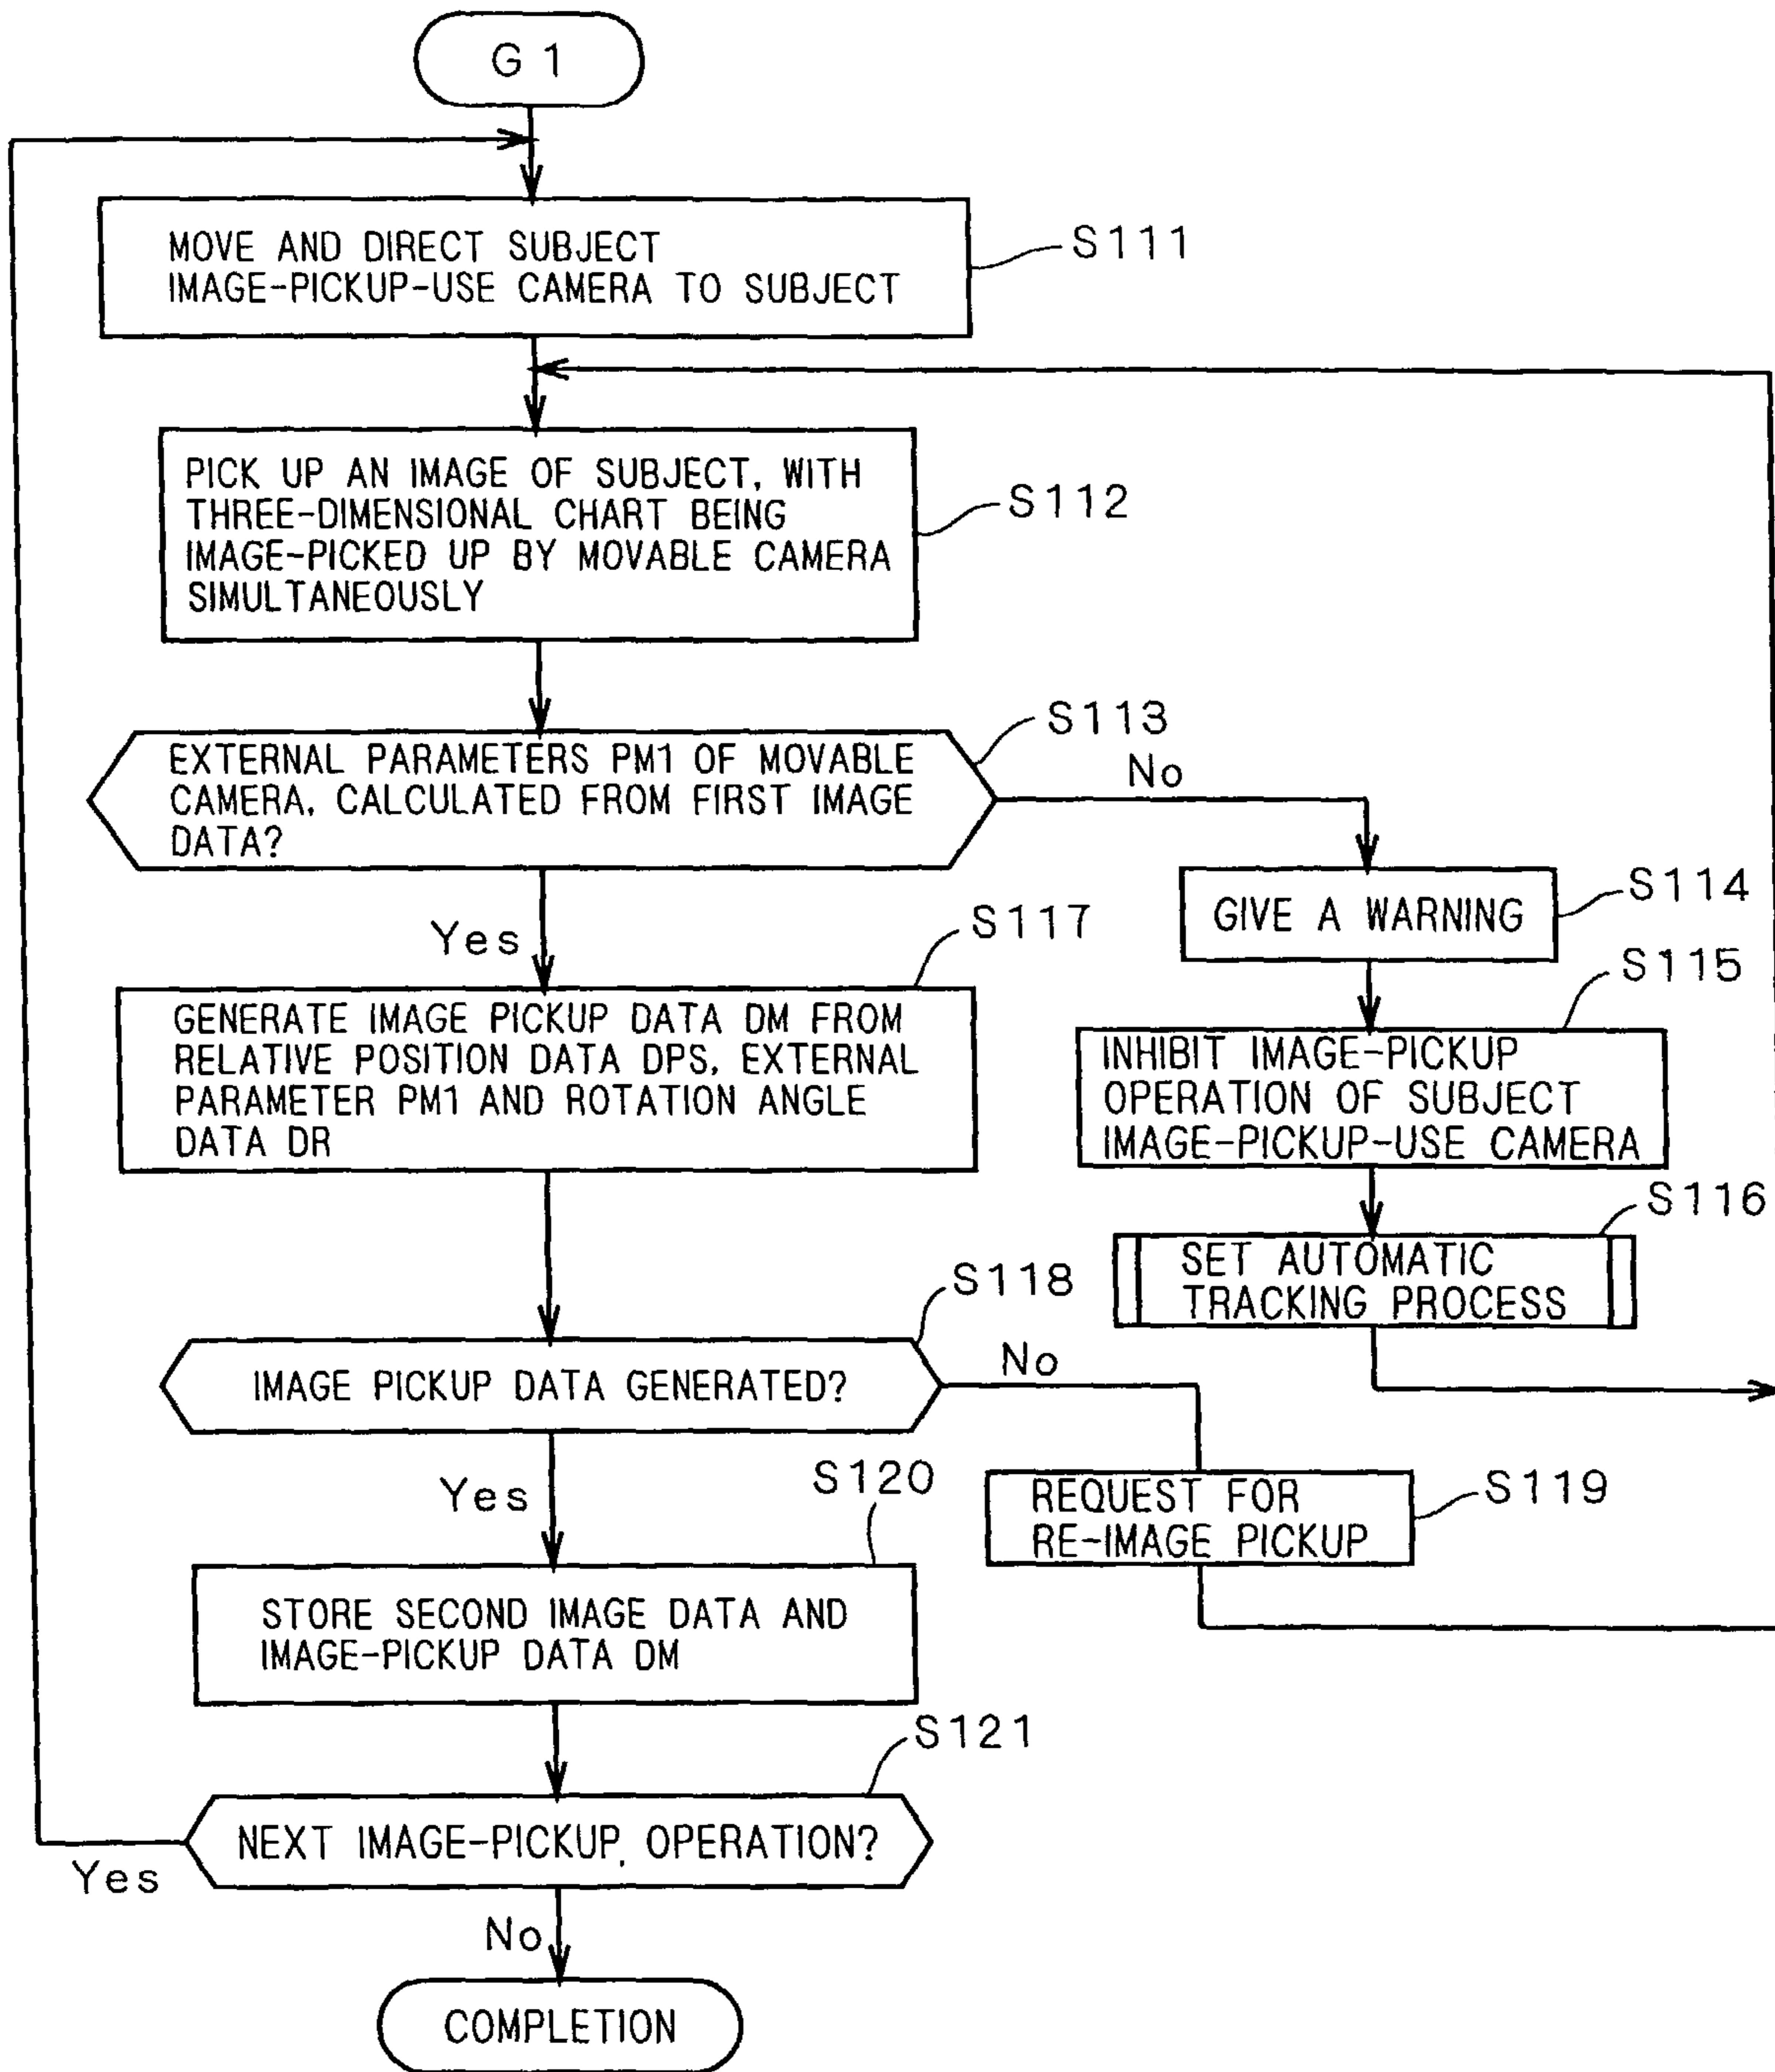 G 1
MOVE AND DIRECT SUBJECT
IMAGE-PICKUP-USE CAMERA TO SUBJECT
S111
PICK UP AN IMAGE OF SUBJECT, WITH
THREE-DIMENSIONAL CHART BEING
IMAGE-PICKED UP BY MOVABLE CAMERA
SIMULTANEOUSLY
S112
EXTERNAL PARAMETERS PM1 OF MOVABLE
CAMERA, CALCULATED FROM FIRST IMAGE
DATA?
S113
No
GIVE A WARNING
S114
Yes
S117
INHIBIT IMAGE-PICKUP
OPERATION OF SUBJECT
IMAGE-PICKUP-USE CAMERA
S115
GENERATE IMAGE PICKUP DATA DM FROM
RELATIVE POSITION DATA DPS, EXTERNAL
PARAMETER PM1 AND ROTATION ANGLE
DATA DR
SET AUTOMATIC
TRACKING PROCESS
S116
IMAGE PICKUP DATA GENERATED?
S118
No
REQUEST FOR
RE-IMAGE PICKUP
S119
Yes
S120
STORE SECOND IMAGE DATA AND
IMAGE-PICKUP DATA DM
S121
NEXT IMAGE-PICKUP, OPERATION?
Yes
No
COMPLETION